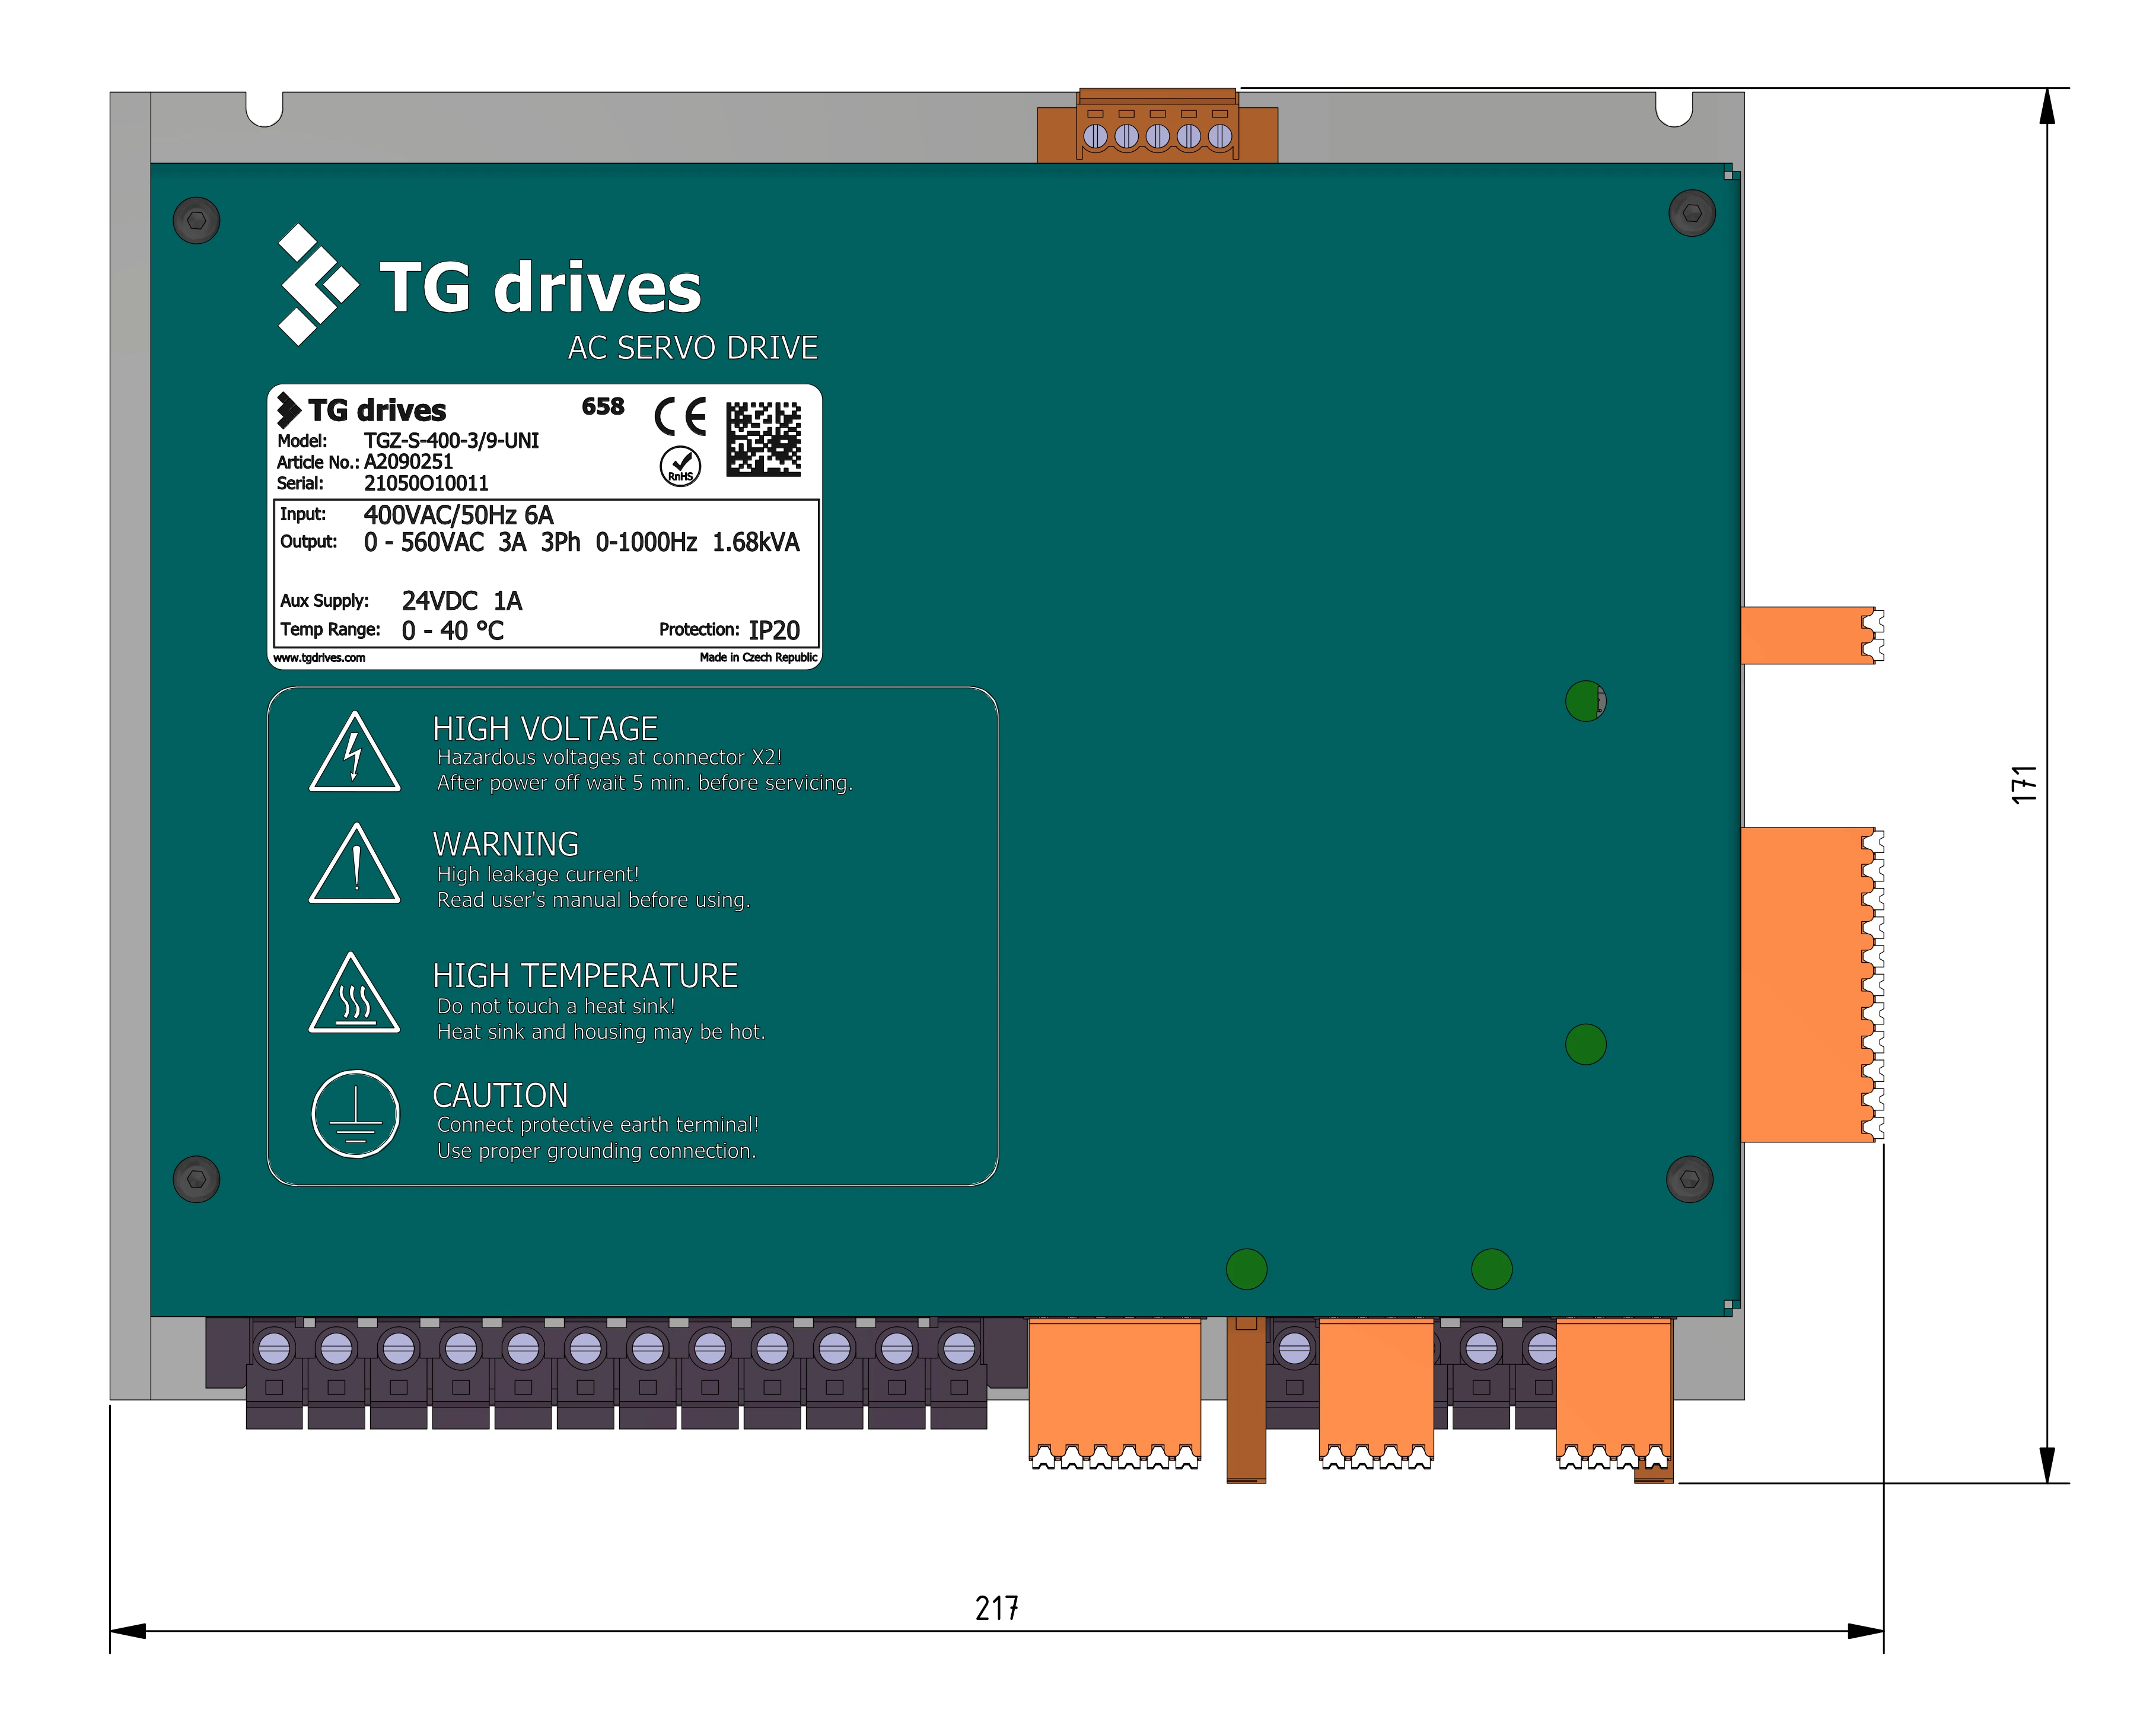 TG drives
AC SERVO DRIVE
TG drives 658 CE
Model: TGZ-S-400-3/9-UNI
Article No.: A2090251
RnHS
Serial: 21050O10011
Input: 400VAC/50Hz 6A
Output: 0 - 560VAC 3A 3Ph 0-1000Hz 1.68kVA
Aux Supply: 24VDC 1A
Temp Range: 0 - 40 °C Protection: IP20
www.tgdrives.com Made in Czech Republic
HIGH VOLTAGE
Hazardous voltages at connector X2!
After power off wait 5 min. before servicing.
WARNING
High leakage current!
Read user's manual before using.
HIGH TEMPERATURE
Do not touch a heat sink!
Heat sink and housing may be hot.
CAUTION
Connect protective earth terminal!
Use proper grounding connection.
171
217